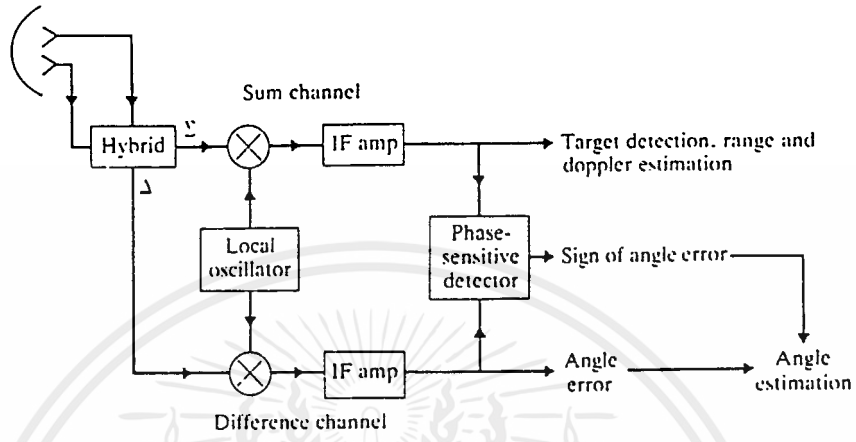 Sum channel
Hybrid
Σ
IF amp
Target detection, range and
doppler estimation
Δ
Local
oscillator
Phase-
sensitive
detector
Sign of angle error
IF amp
Angle
error
Angle
estimation
Difference channel